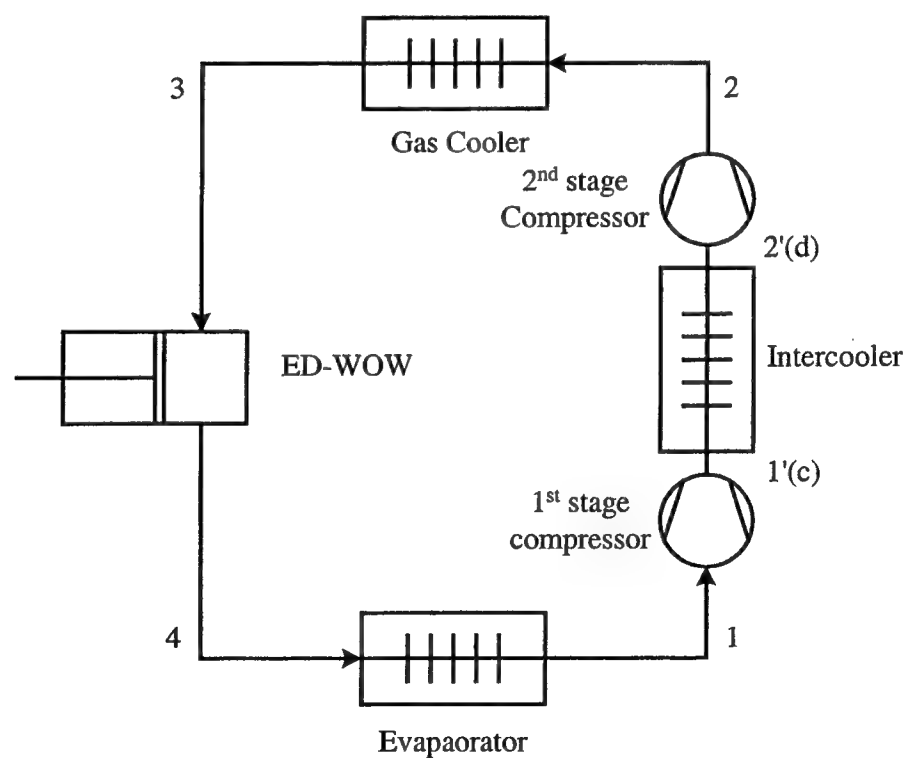 3
Gas Cooler
2
2nd stage
Compressor
2'(d)
ED-WOW
Intercooler
1'(c)
1st stage
compressor
4
1
Evapaorator